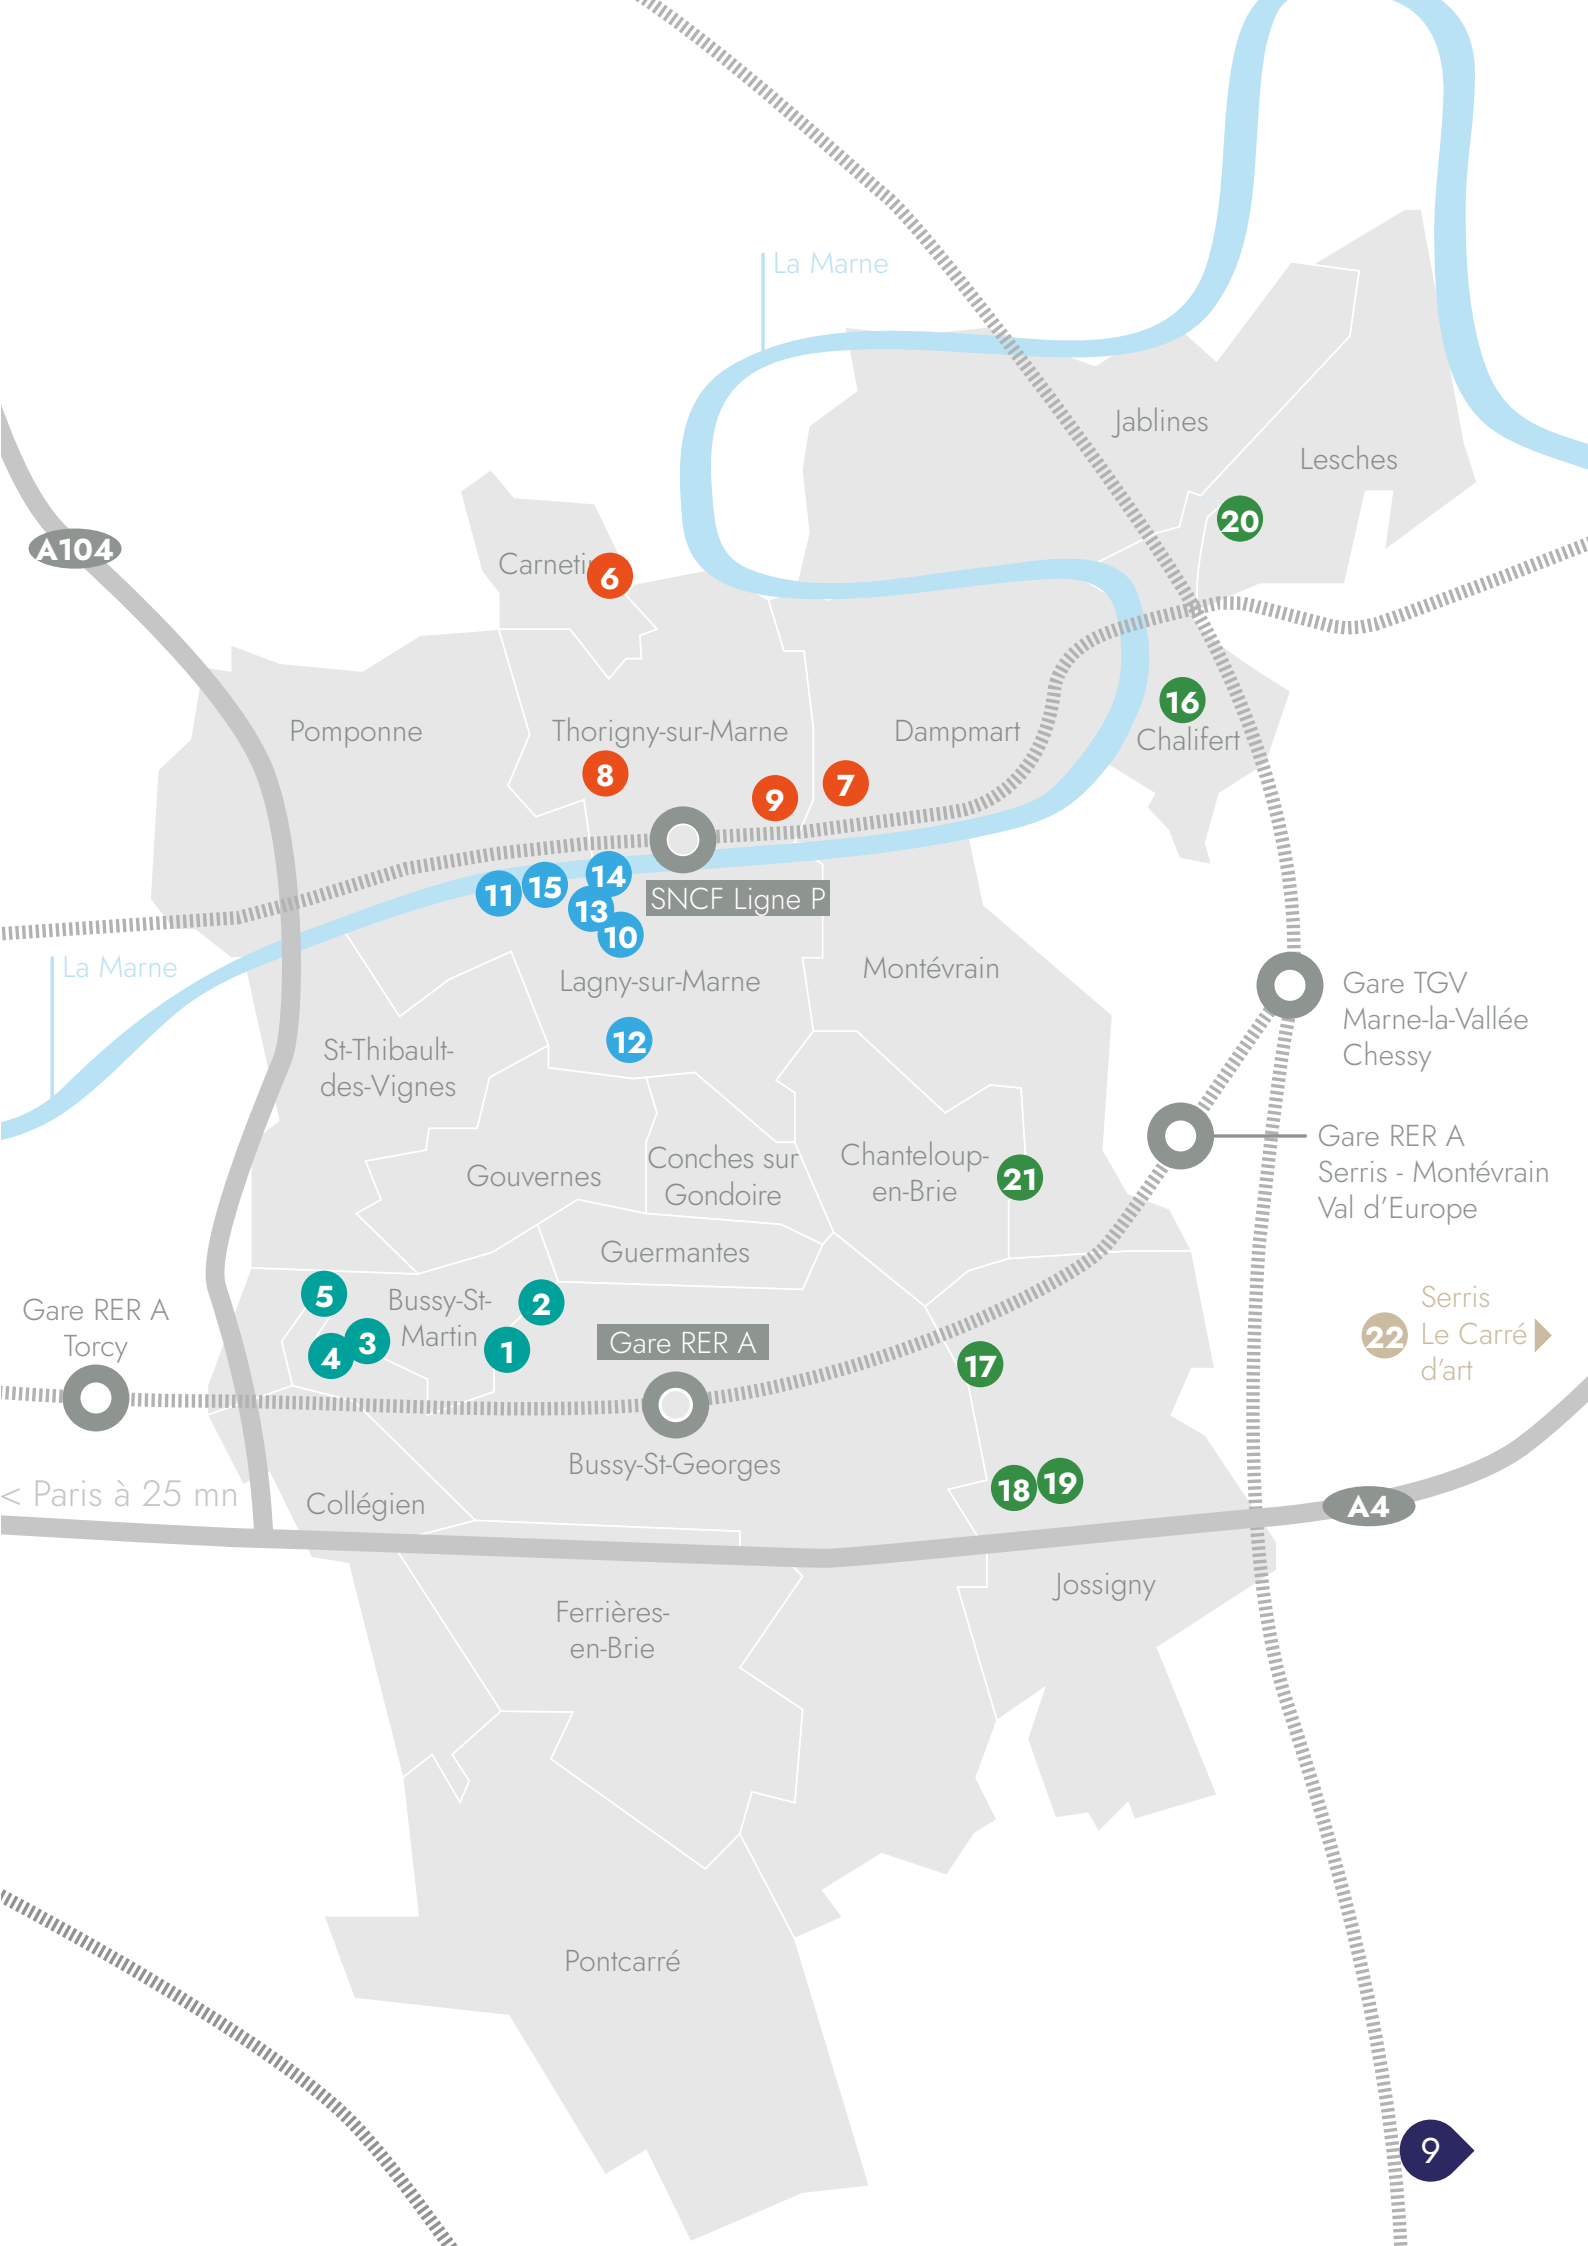 La Marne
Jablines
Lesches
20
A104
Carneti
6
16
Chalifert
Pomponne
Thorigny-sur-Marne
Dampmart
8
9
7
11
15
14
13
10
SNCF Ligne P
La Marne
Lagny-sur-Marne
Montévrain
12
Gare TGV
Marne-la-Vallée
Chessy
St-Thibault-
des-Vignes
Gare RER A
Serris - Montévrain
Val d'Europe
Gouvernes
Conches sur
Gondoire
Chanteloup-
en-Brie
21
Guermantes
5
Bussy-St-
Martin
2
3
4
1
Gare RER A
Torcy
Gare RER A
17
22
Serris
Le Carré
d'art
Bussy-St-Georges
< Paris à 25 mn
Collégien
18
19
A4
Jossigny
Ferrières-
en-Brie
Pontcarré
9